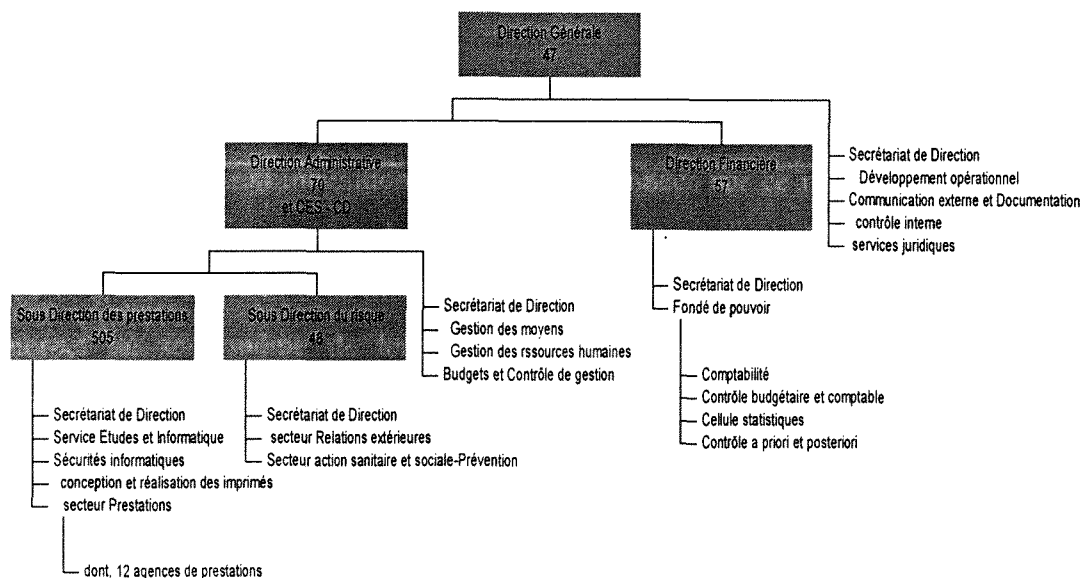 Direction Générale
47
Direction Administrative
70
et CES - CD
Direction Financière
57
Secrétariat de Direction
Développement opérationnel
Communication externe et Documentation
contrôle interne
services juridiques
Sous Direction des prestations
505
Sous Direction du risque
46
Secrétariat de Direction
Gestion des moyens
Gestion des rssources humaines
Budgets et Contrôle de gestion
Secrétariat de Direction
Fondé de pouvoir
Comptabilité
Contrôle budgétaire et comptable
Cellule statistiques
Contrôle a priori et posteriori
Secrétariat de Direction
Service Etudes et Informatique
Sécurités informatiques
conception et réalisation des imprimés
secteur Prestations
dont, 12 agences de prestations
Secrétariat de Direction
secteur Relations extérieures
Secteur action sanitaire et sociale-Prévention